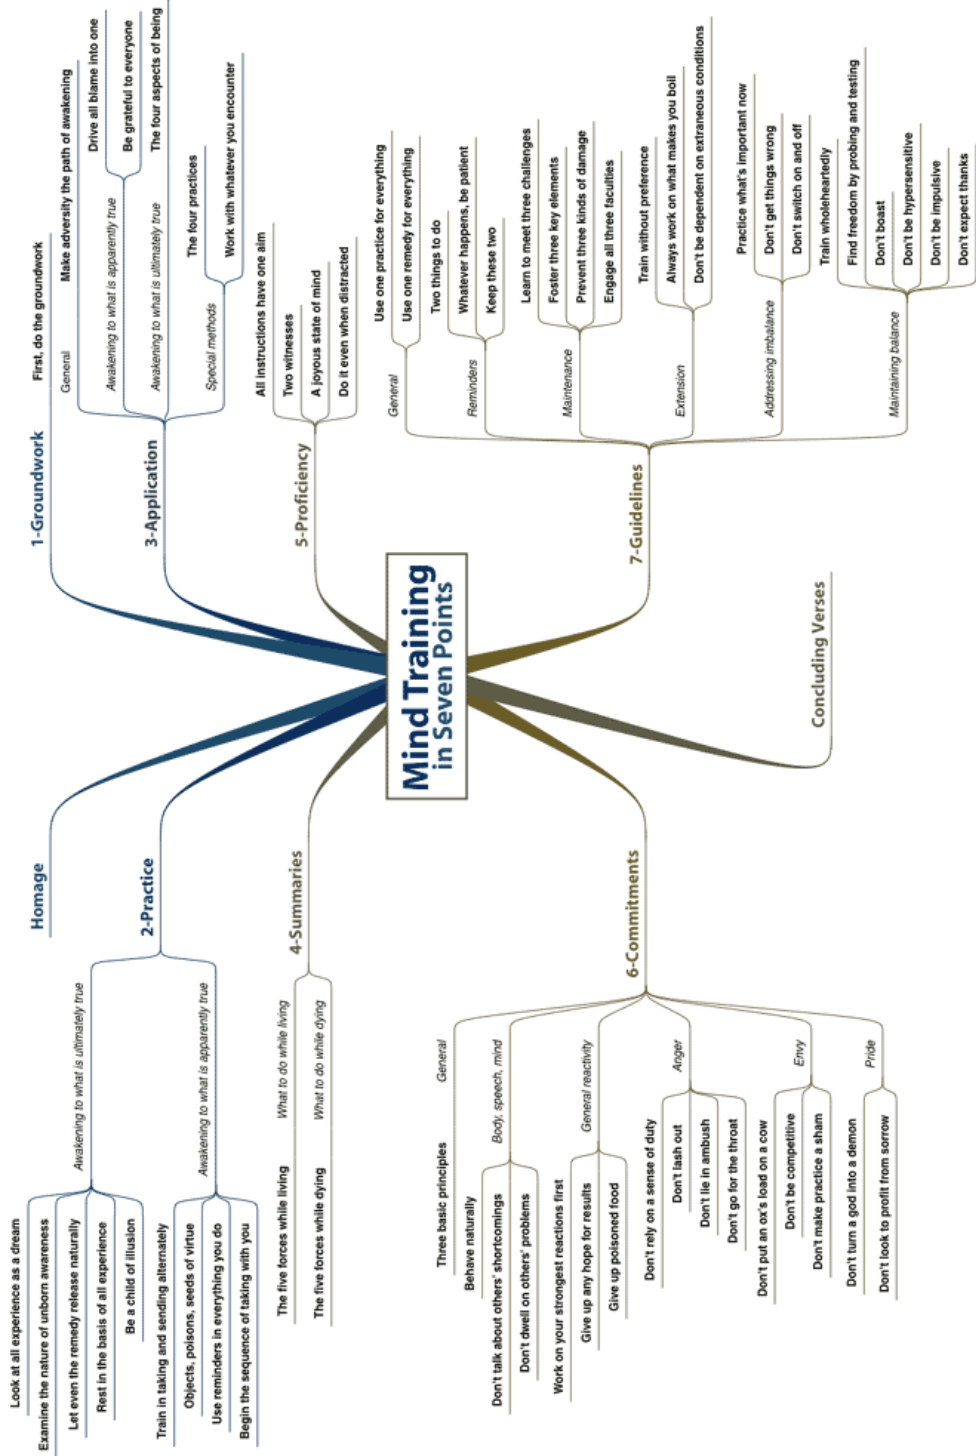 Mind Training
in Seven Points
Homage
1-Groundwork
First, do the groundwork
2-Practice
Awakening to what is ultimately true
Look at all experience as a dream
Examine the nature of unborn awareness
Let even the remedy release naturally
Rest in the basis of all experience
Be a child of illusion
Awakening to what is apparently true
Train in taking and sending alternately
Objects, poisons, seeds of virtue
Use reminders in everything you do
Begin the sequence of taking with you
3-Application
General
Make adversity the path of awakening
Awakening to what is apparently true
Drive all blame into one
Be grateful to everyone
Awakening to what is ultimately true
The four aspects of being
Special methods
The four practices
Work with whatever you encounter
4-Summaries
What to do while living
The five forces while living
What to do while dying
The five forces while dying
5-Proficiency
All instructions have one aim
Two witnesses
A joyous state of mind
Do it even when distracted
6-Commitments
General
Three basic principles
Body, speech, mind
Behave naturally
Don't talk about others' shortcomings
Don't dwell on others' problems
General reactivity
Work on your strongest reactions first
Give up any hope for results
Give up poisoned food
Anger
Don't rely on a sense of duty
Don't lash out
Don't lie in ambush
Don't go for the throat
Envy
Don't put an ox's load on a cow
Don't be competitive
Don't make practice a sham
Pride
Don't turn a god into a demon
Don't look to profit from sorrow
7-Guidelines
General
Use one practice for everything
Use one remedy for everything
Reminders
Two things to do
Whatever happens, be patient
Keep these two
Maintenance
Learn to meet three challenges
Foster three key elements
Prevent three kinds of damage
Engage all three faculties
Extension
Train without preference
Always work on what makes you boil
Don't be dependent on extraneous conditions
Addressing imbalance
Practice what's important now
Don't get things wrong
Don't switch on and off
Maintaining balance
Train wholeheartedly
Find freedom by probing and testing
Don't boast
Don't be hypersensitive
Don't be impulsive
Don't expect thanks
Concluding Verses